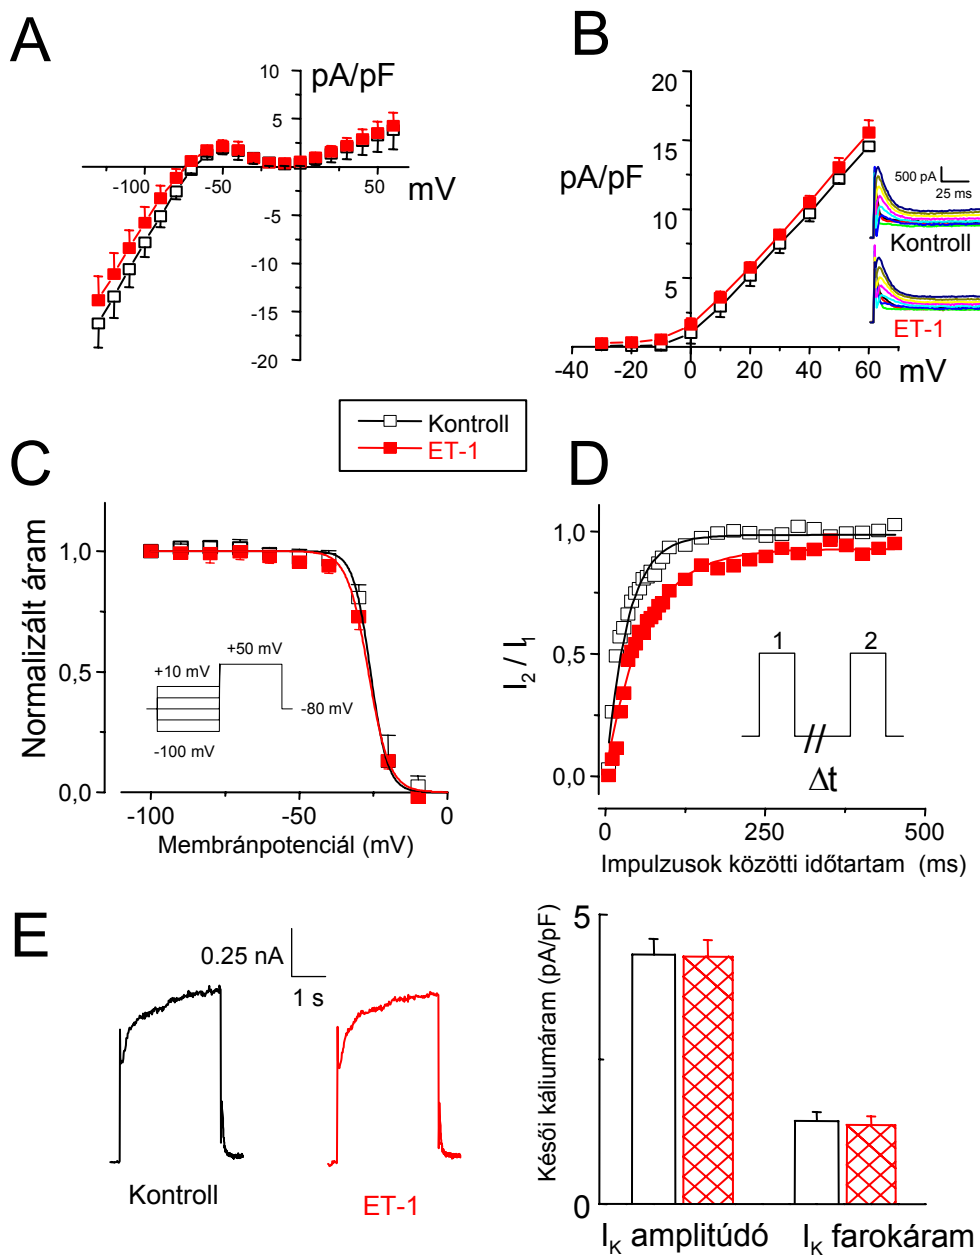 A
pA/pF
10
5
-100
-50
50
mV
-5
-10
-15
-20
B
pA/pF
20
15
10
5
-40
-20
0
20
40
60
mV
500 pA
25 ms
Kontroll
ET-1
Kontroll
ET-1
C
Normalizált áram
1,0
0,5
0,0
+50 mV
+10 mV
-80 mV
-100 mV
-100
-50
0
Membránpotenciál (mV)
D
I2 / I1
1,0
0,5
0,0
1
2
Δt
0
250
500
Impulzusok közötti időtartam (ms)
E
0.25 nA
1 s
Kontroll
ET-1
Késői káliumáram (pA/pF)
5
0
IK amplitúdó
IK farokáram